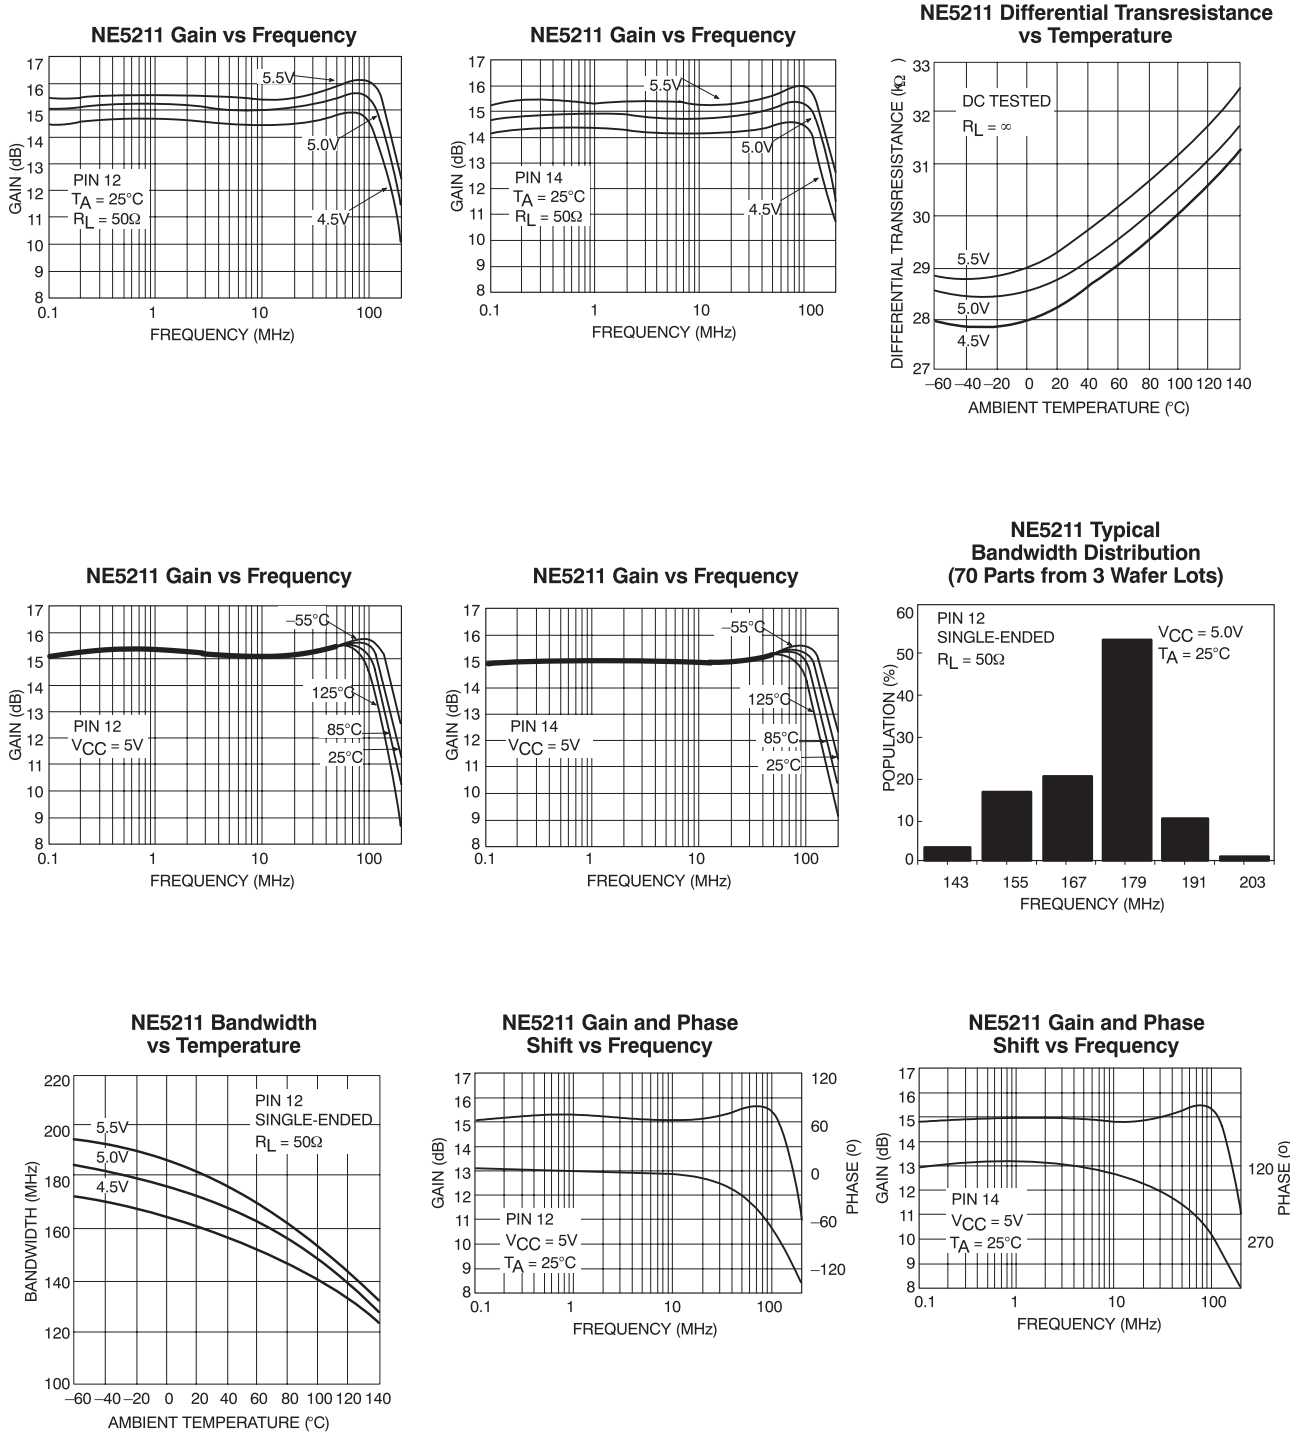 NE5211 Gain vs Frequency
17
16
15
14
13
12
11
10
9
8
GAIN (dB)
5.5V
5.0V
4.5V
PIN 12
TA = 25°C
RL = 50Ω
0.1 1 10 100
FREQUENCY (MHz)
NE5211 Gain vs Frequency
17
16
15
14
13
12
11
10
9
8
GAIN (dB)
5.5V
5.0V
4.5V
PIN 14
TA = 25°C
RL = 50Ω
0.1 1 10 100
FREQUENCY (MHz)
NE5211 Differential Transresistance
vs Temperature
33
32
31
30
29
28
27
DIFFERENTIAL TRANSRESISTANCE (kΩ )
DC TESTED
RL = ∞
5.5V
5.0V
4.5V
–60 –40 –20 0 20 40 60 80 100 120 140
AMBIENT TEMPERATURE (°C)
NE5211 Gain vs Frequency
17
16
15
14
13
12
11
10
9
8
GAIN (dB)
–55°C
125°C
85°C
25°C
PIN 12
VCC = 5V
0.1 1 10 100
FREQUENCY (MHz)
NE5211 Gain vs Frequency
17
16
15
14
13
12
11
10
9
8
GAIN (dB)
–55°C
125°C
85°C
25°C
PIN 14
VCC = 5V
0.1 1 10 100
FREQUENCY (MHz)
NE5211 Typical
Bandwidth Distribution
(70 Parts from 3 Wafer Lots)
60
50
40
30
20
10
0
POPULATION (%)
PIN 12
SINGLE-ENDED
RL = 50Ω
VCC = 5.0V
TA = 25°C
143 155 167 179 191 203
FREQUENCY (MHz)
NE5211 Bandwidth
vs Temperature
220
200
180
160
140
120
100
BANDWIDTH (MHz)
PIN 12
SINGLE-ENDED
RL = 50Ω
5.5V
5.0V
4.5V
–60 –40 –20 0 20 40 60 80 100 120 140
AMBIENT TEMPERATURE (°C)
NE5211 Gain and Phase
Shift vs Frequency
17
16
15
14
13
12
11
10
9
8
GAIN (dB)
120
60
0
–60
–120
PHASE (o)
PIN 12
VCC = 5V
TA = 25°C
0.1 1 10 100
FREQUENCY (MHz)
NE5211 Gain and Phase
Shift vs Frequency
17
16
15
14
13
12
11
10
9
8
GAIN (dB)
120
270
PHASE (o)
PIN 14
VCC = 5V
TA = 25°C
0.1 1 10 100
FREQUENCY (MHz)